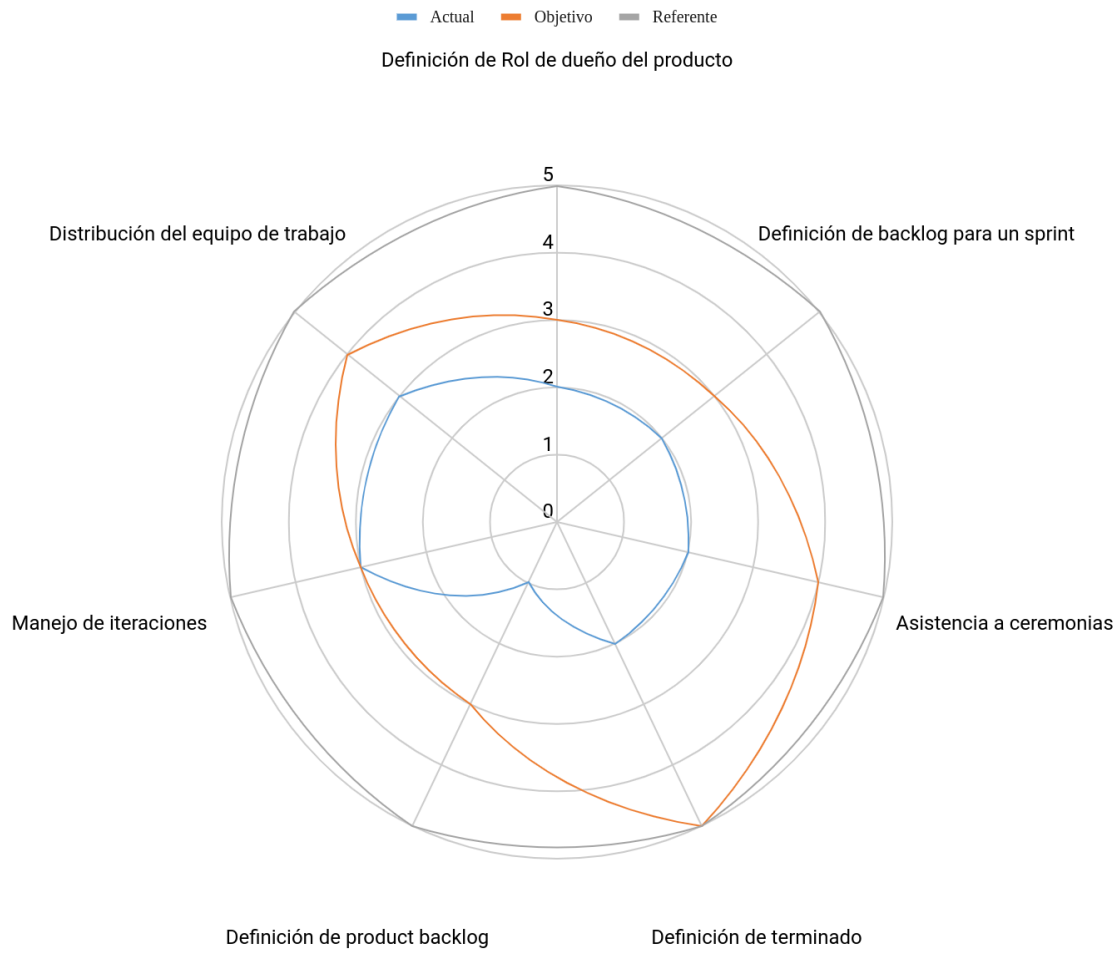 Actual Objetivo Referente
Definición de Rol de dueño del producto
5
Distribución del equipo de trabajo
Definición de backlog para un sprint
4
3
2
1
0
Manejo de iteraciones
Asistencia a ceremonias
Definición de product backlog
Definición de terminado